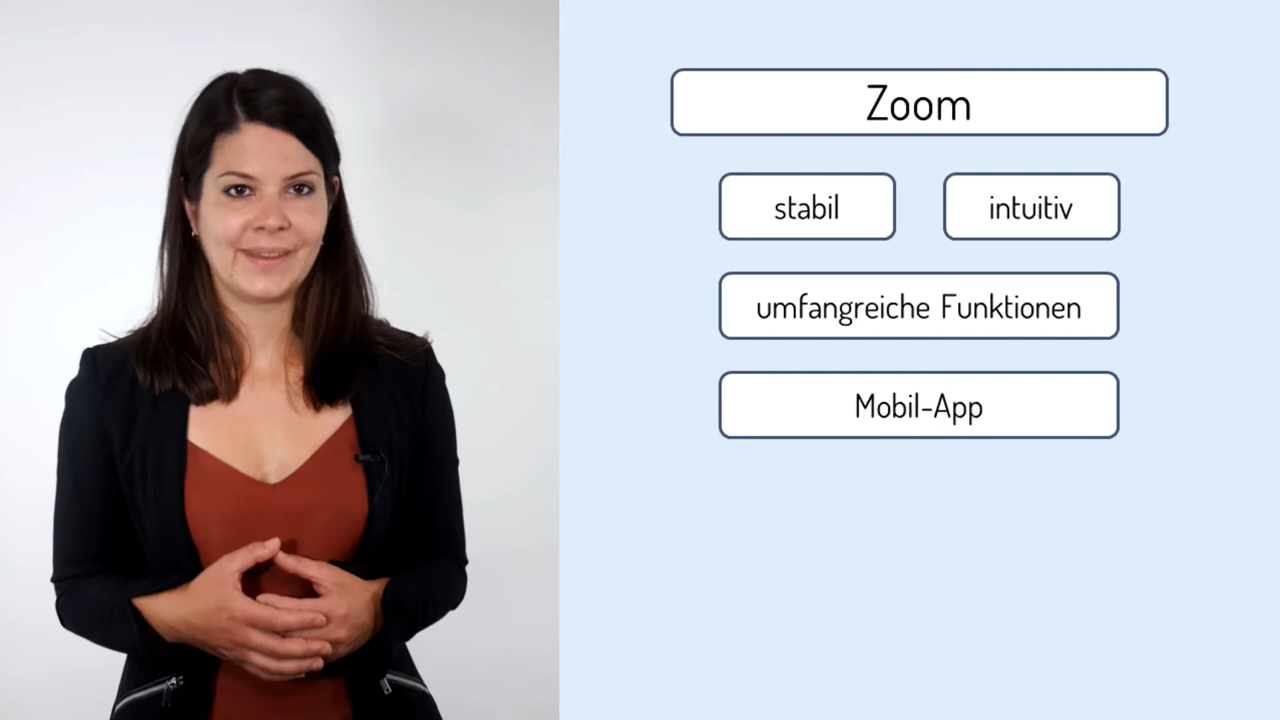 Zoom
stabil
intuitiv
umfangreiche Funktionen
Mobil-App